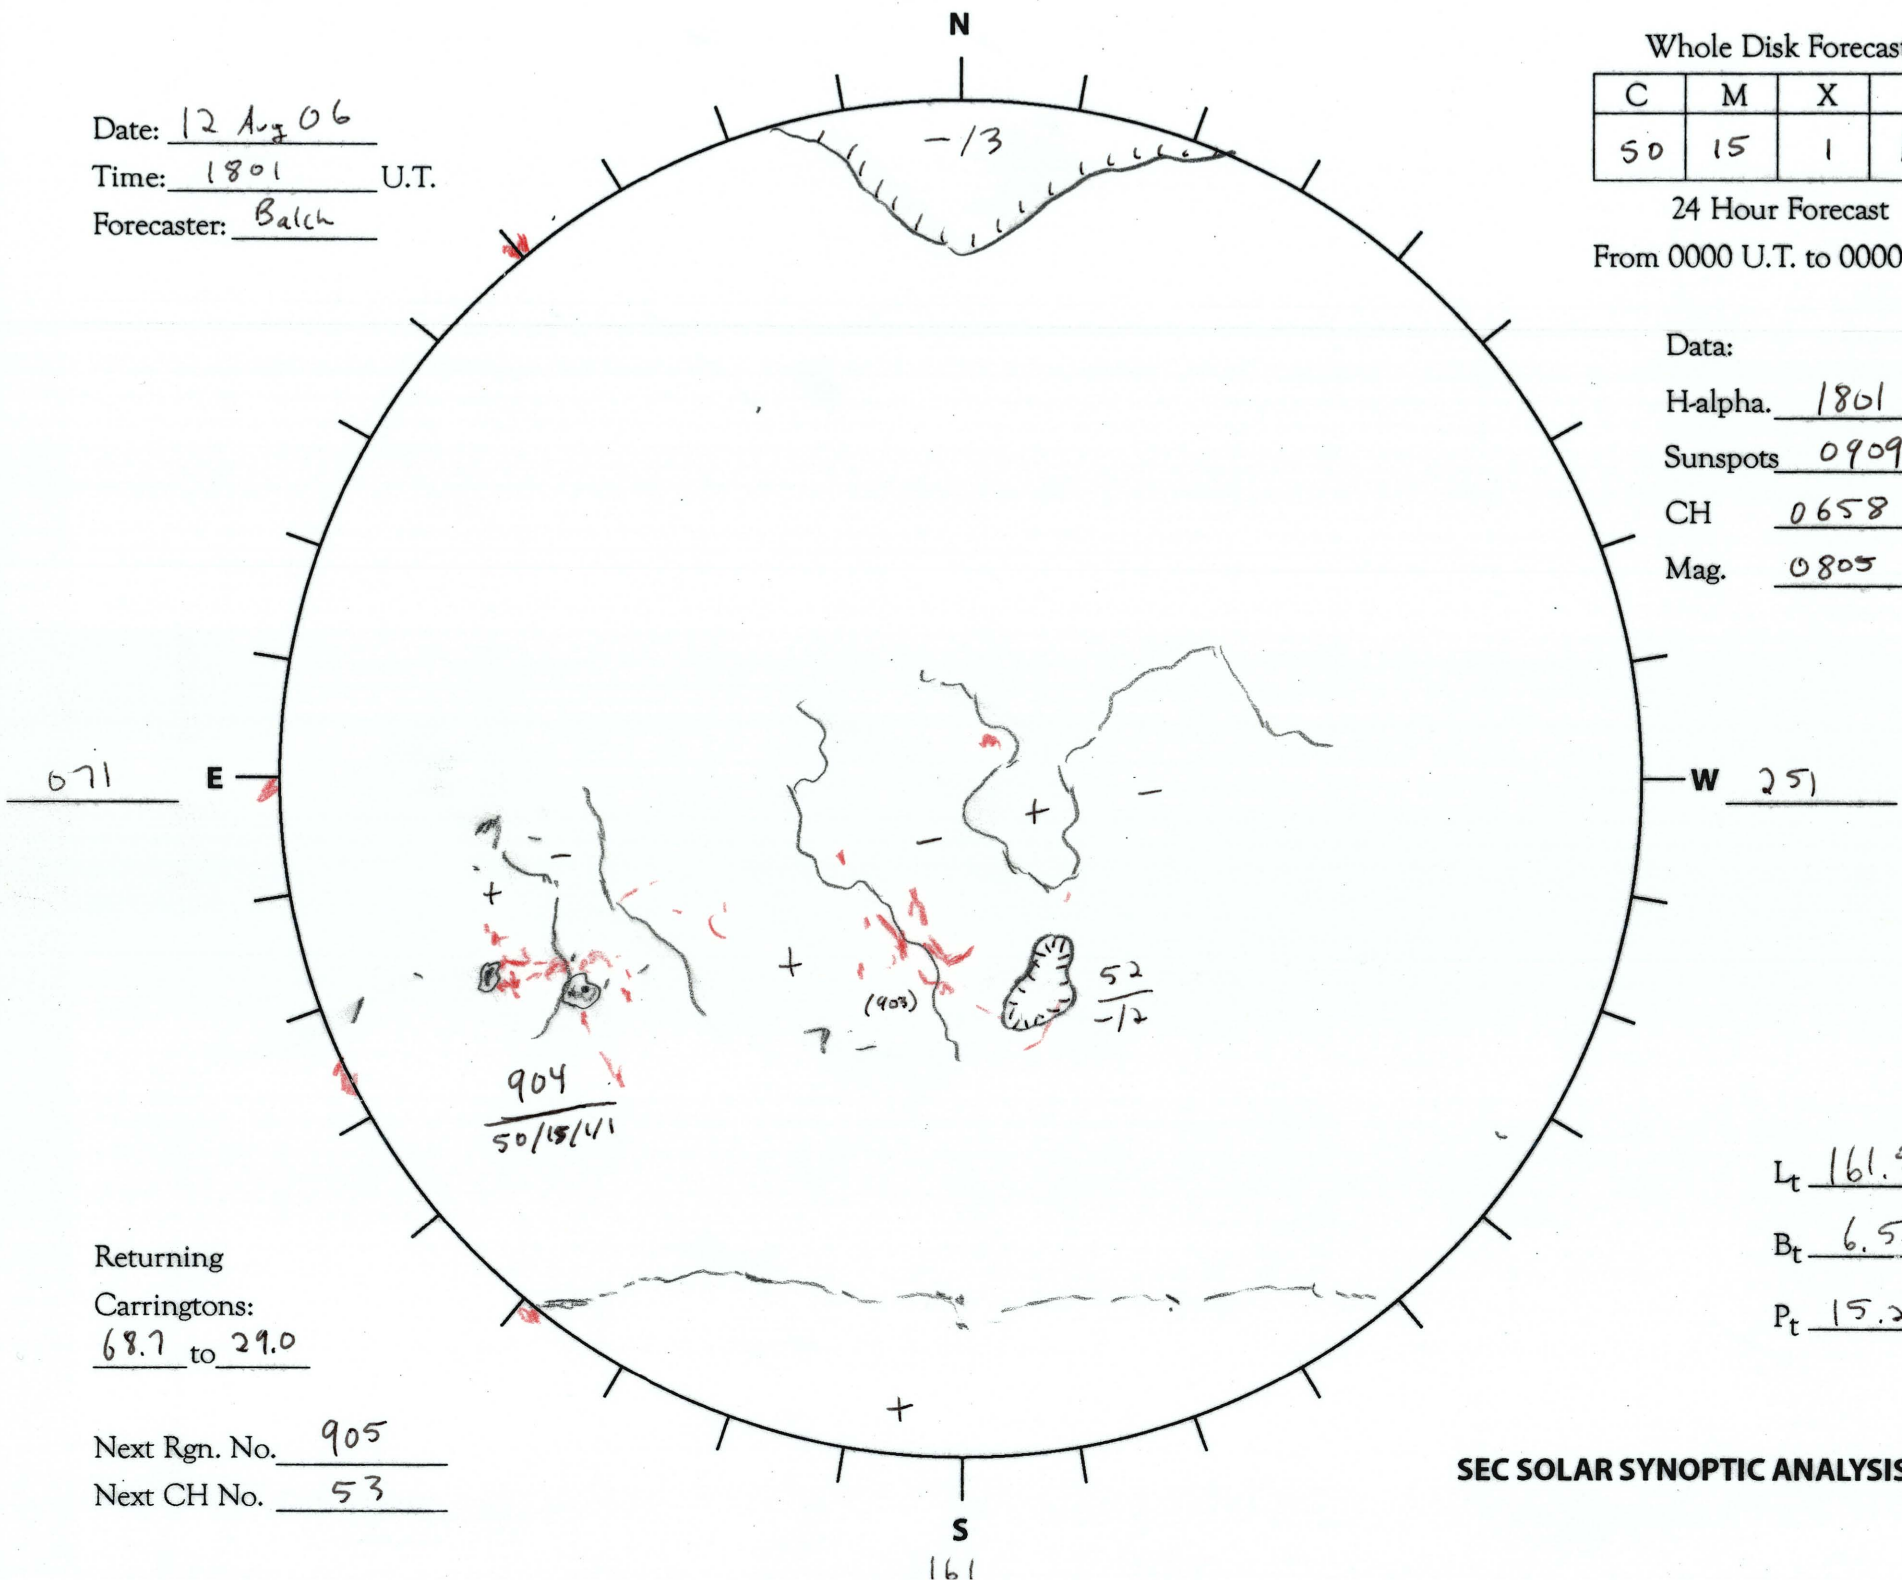 N
Date: 12 Aug 06
Time: 1801 U.T.
Forecaster: Balch
Whole Disk Forecas
C M X
50 15 1
24 Hour Forecast
From 0000 U.T. to 0000
-/3
Data:
H-alpha. 1801
Sunspots 0909
CH 0658
Mag. 0805
071 E
W 251
+ -
- -
- +
+
+
(903)
52
-/2
? -
904
50/15/1/1
Lt 161.
Bt 6.5
Pt 15.2
Returning
Carringtons:
68.7 to 29.0
+
Next Rgn. No. 905
Next CH No. 53
SEC SOLAR SYNOPTIC ANALYSIS
S
161